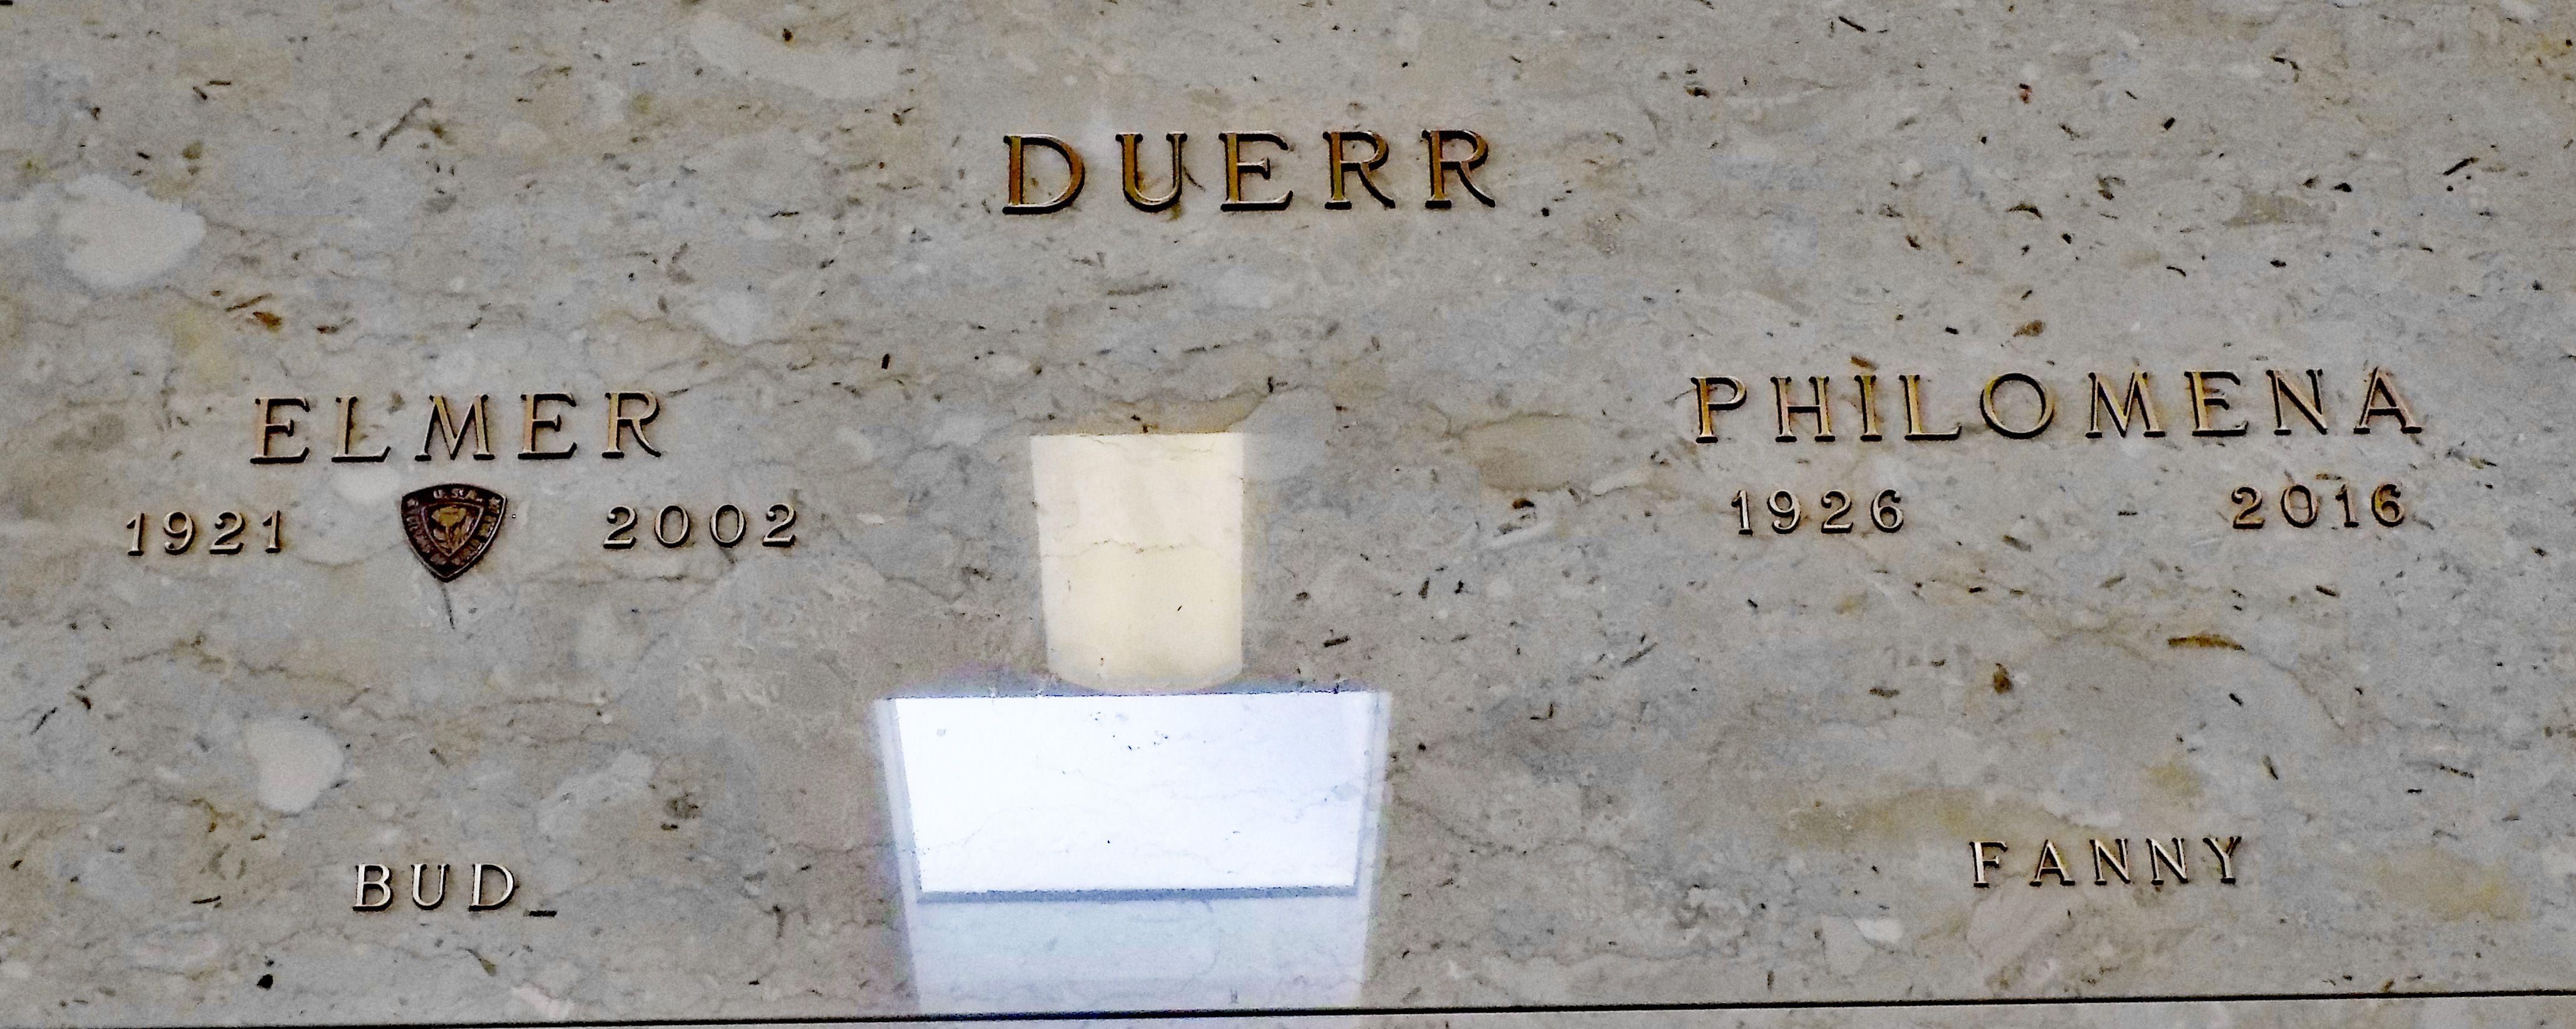 DUERR
ELMER PHILOMENA
1921 U.S.A. 2002 1926 - 2016
BUD FANNY